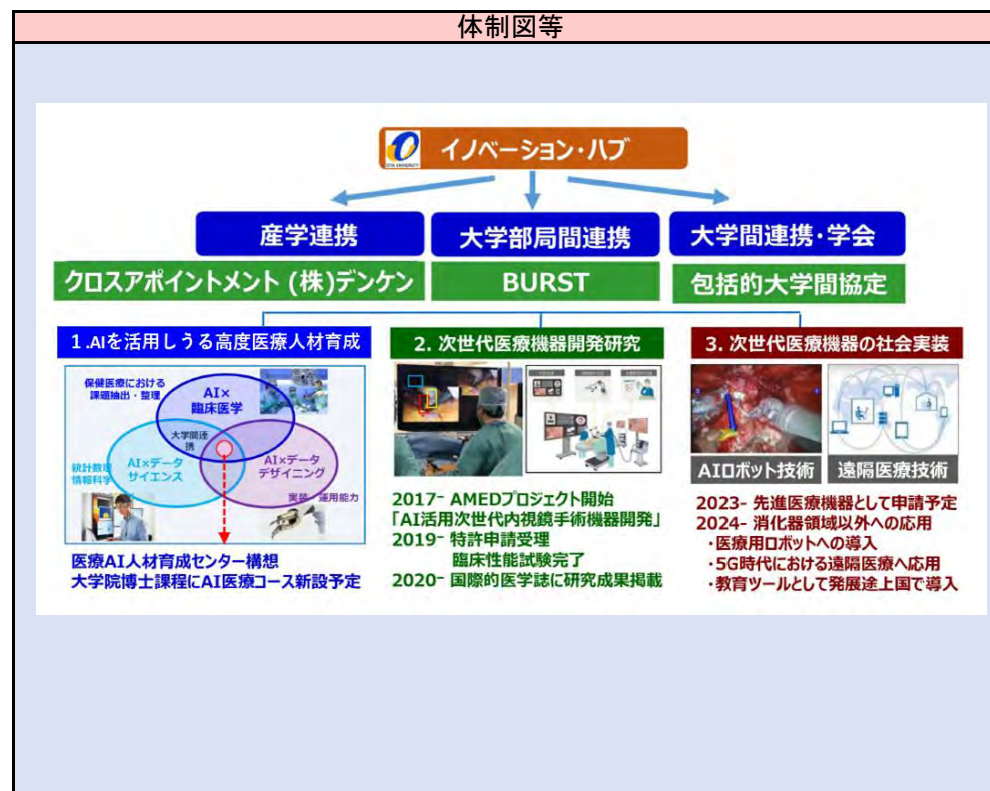 体制図等
OITA UNIVERSITY
イノベーション・ハブ
産学連携
大学部局間連携
大学間連携・学会
クロスアポイントメント (株)デンケン
BURST
包括的大学間協定
1.AIを活用しうる高度医療人材育成
保健医療における
課題抽出・整理
AI×
臨床医学
大学間連
携
統計数理
情報科学
AI×データ
サイエンス
AI×データ
デザイニング
実装・運用能力
医療AI人材育成センター構想
大学院博士課程にAI医療コース新設予定
2. 次世代医療機器開発研究
2017- AMEDプロジェクト開始
「AI活用次世代内視鏡手術機器開発」
2019- 特許申請受理
臨床性能試験完了
2020- 国際的医学誌に研究成果掲載
3. 次世代医療機器の社会実装
AIロボット技術
遠隔医療技術
2023- 先進医療機器として申請予定
2024- 消化器領域以外への応用
・医療用ロボットへの導入
・5G時代における遠隔医療へ応用
・教育ツールとして発展途上国で導入